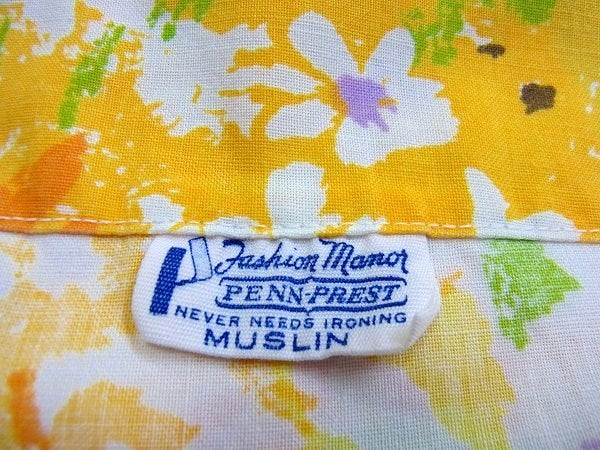 Fashion Manor
PENN-PREST
NEVER NEEDS IRONING
MUSLIN